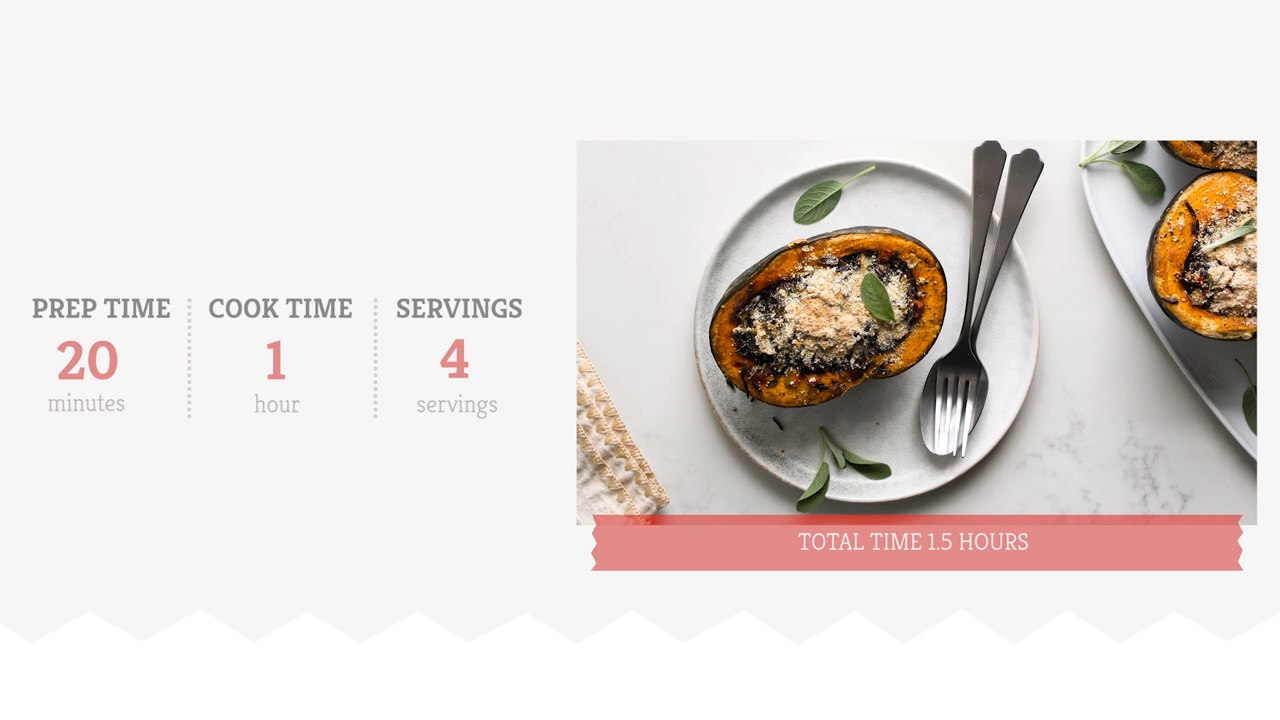 PREP TIME
20
minutes
COOK TIME
1
hour
SERVINGS
4
servings
TOTAL TIME 1.5 HOURS